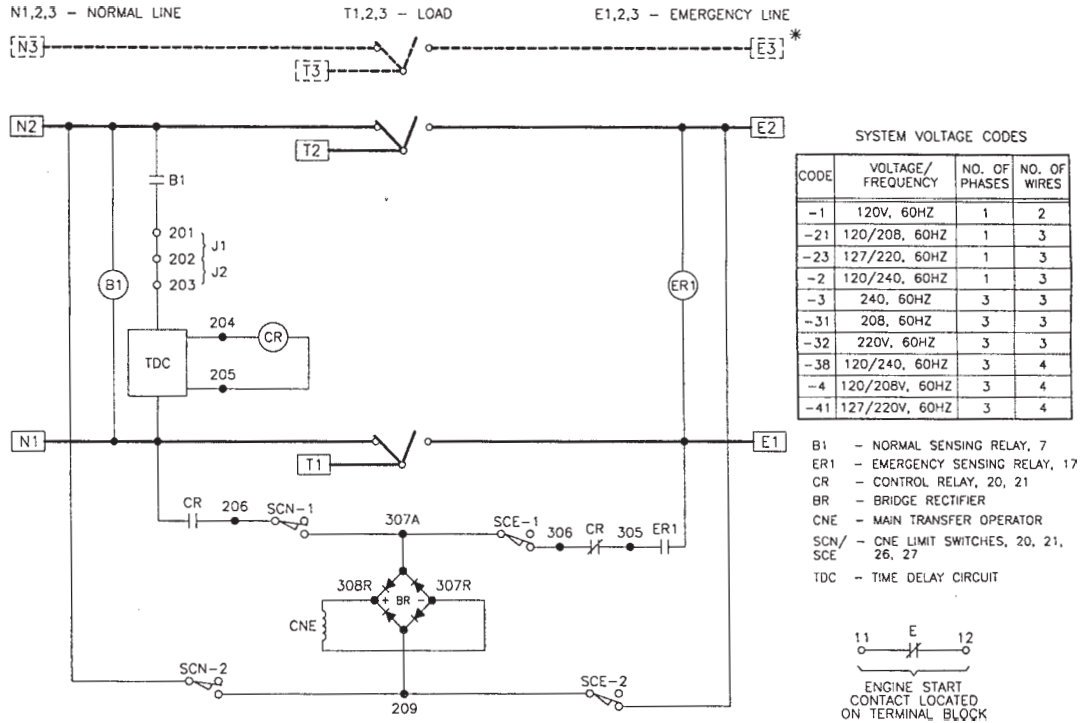 N1,2,3 – NORMAL LINE
T1,2,3 – LOAD
E1,2,3 – EMERGENCY LINE
N3
T3
E3
*
N2
T2
E2
B1
201
202
203
J1
J2
B1
ER1
204
CR
TDC
205
N1
T1
E1
CR
206
SCN-1
307A
SCE-1
306
CR
305
ER1
308R
+ BR -
307R
CNE
SCN-2
209
SCE-2
SYSTEM VOLTAGE CODES
CODE VOLTAGE/ FREQUENCY NO. OF PHASES NO. OF WIRES
-1 120V, 60HZ 1 2
-21 120/208, 60HZ 1 3
-23 127/220, 60HZ 1 3
-2 120/240, 60HZ 1 3
-3 240, 60HZ 3 3
-31 208, 60HZ 3 3
-32 220V, 60HZ 3 3
-38 120/240, 60HZ 3 4
-4 120/208V, 60HZ 3 4
-41 127/220V, 60HZ 3 4
B1 – NORMAL SENSING RELAY, 7
ER1 – EMERGENCY SENSING RELAY, 17
CR – CONTROL RELAY, 20, 21
BR – BRIDGE RECTIFIER
CNE – MAIN TRANSFER OPERATOR
SCN/ – CNE LIMIT SWITCHES, 20, 21,
SCE 26, 27
TDC – TIME DELAY CIRCUIT
11 E 12
ENGINE START
CONTACT LOCATED
ON TERMINAL BLOCK